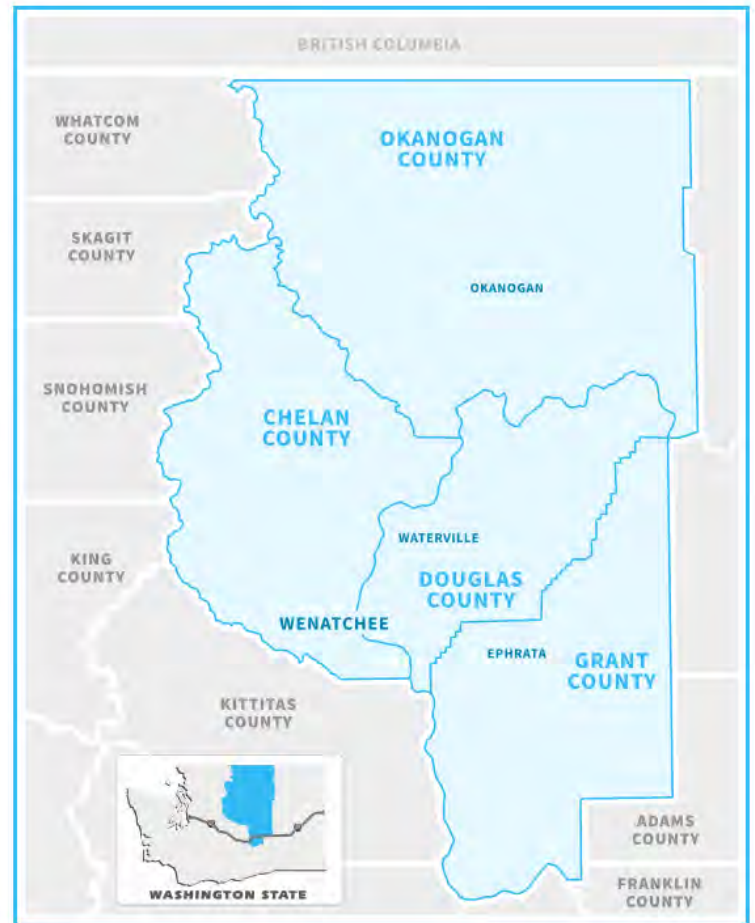 BRITISH COLUMBIA
WHATCOM
COUNTY
OKANOGAN
COUNTY
SKAGIT
COUNTY
OKANOGAN
SNOHOMISH
COUNTY
CHELAN
COUNTY
WATERVILLE
KING
COUNTY
DOUGLAS
COUNTY
WENATCHEE
EPHRATA
GRANT
COUNTY
KITTITAS
COUNTY
ADAMS
COUNTY
WASHINGTON STATE
FRANKLIN
COUNTY